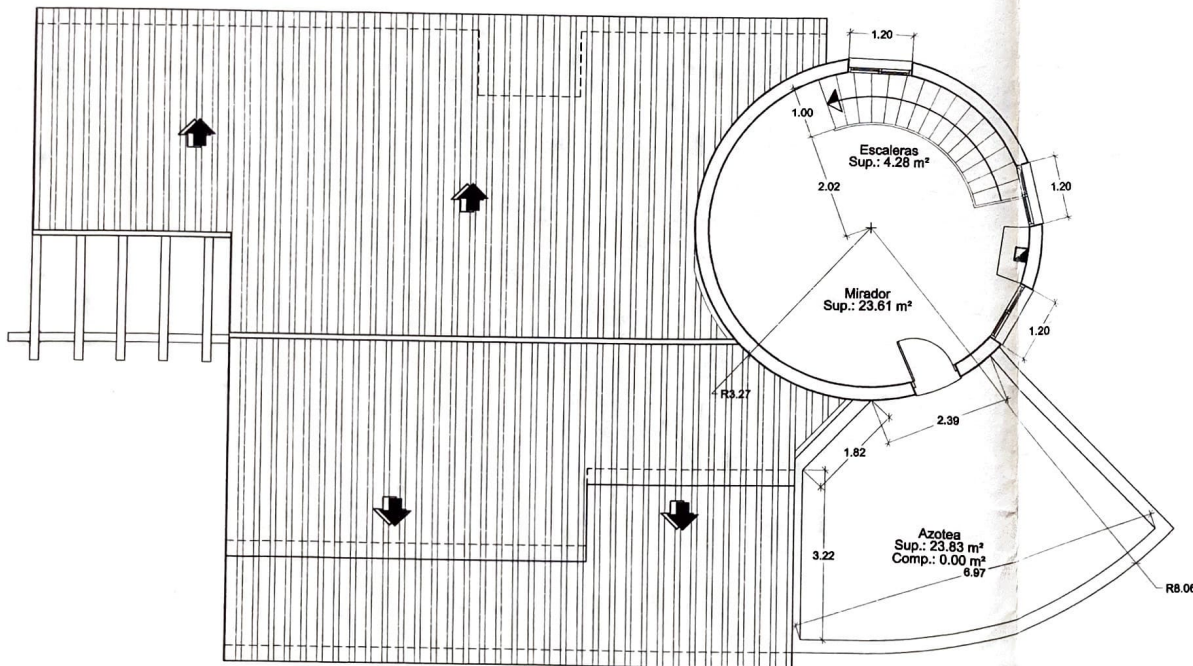 1.20
1.00
Escaleras
Sup.: 4.28 m²
1.20
2.02
Mirador
Sup.: 23.61 m²
1.20
R3.27
2.39
1.82
Azotea
Sup.: 23.83 m²
Comp.: 0.00 m²
3.22
6.97
R8.06